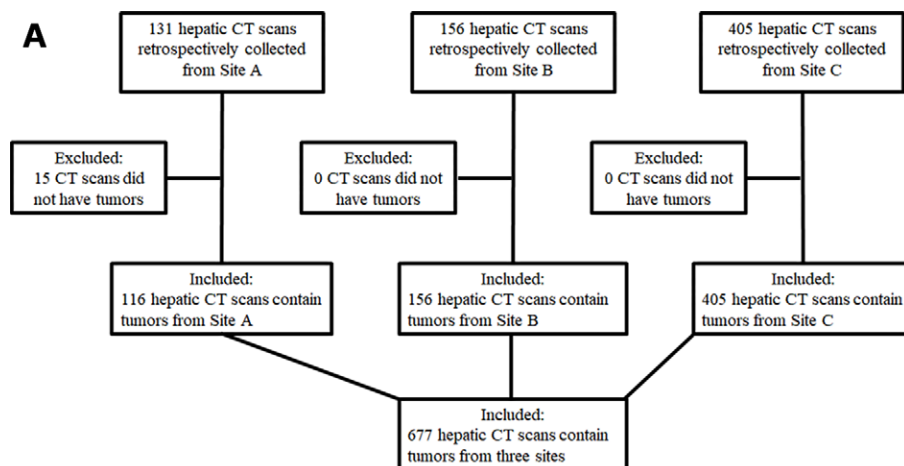 A
131 hepatic CT scans
retrospectively collected
from Site A
156 hepatic CT scans
retrospectively collected
from Site B
405 hepatic CT scans
retrospectively collected
from Site C
Excluded:
15 CT scans did
not have tumors
Excluded:
0 CT scans did not
have tumors
Excluded:
0 CT scans did not
have tumors
Included:
116 hepatic CT scans contain
tumors from Site A
Included:
156 hepatic CT scans contain
tumors from Site B
Included:
405 hepatic CT scans contain
tumors from Site C
Included:
677 hepatic CT scans contain
tumors from three sites